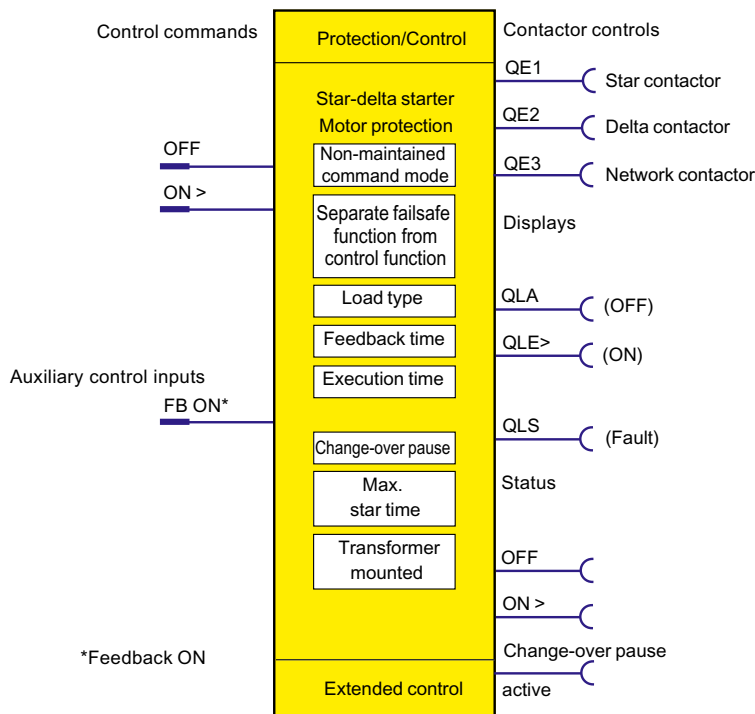 Control commands
Protection/Control
Contactor controls
QE1
Star contactor
Star-delta starter
Motor protection
QE2
Delta contactor
OFF
Non-maintained
command mode
QE3
Network contactor
ON >
Separate failsafe
function from
control function
Displays
Load type
QLA
(OFF)
Feedback time
QLE>
(ON)
Auxiliary control inputs
Execution time
FB ON*
QLS
(Fault)
Change-over pause
Max.
star time
Status
Transformer
mounted
OFF
ON >
*Feedback ON
Change-over pause
active
Extended control